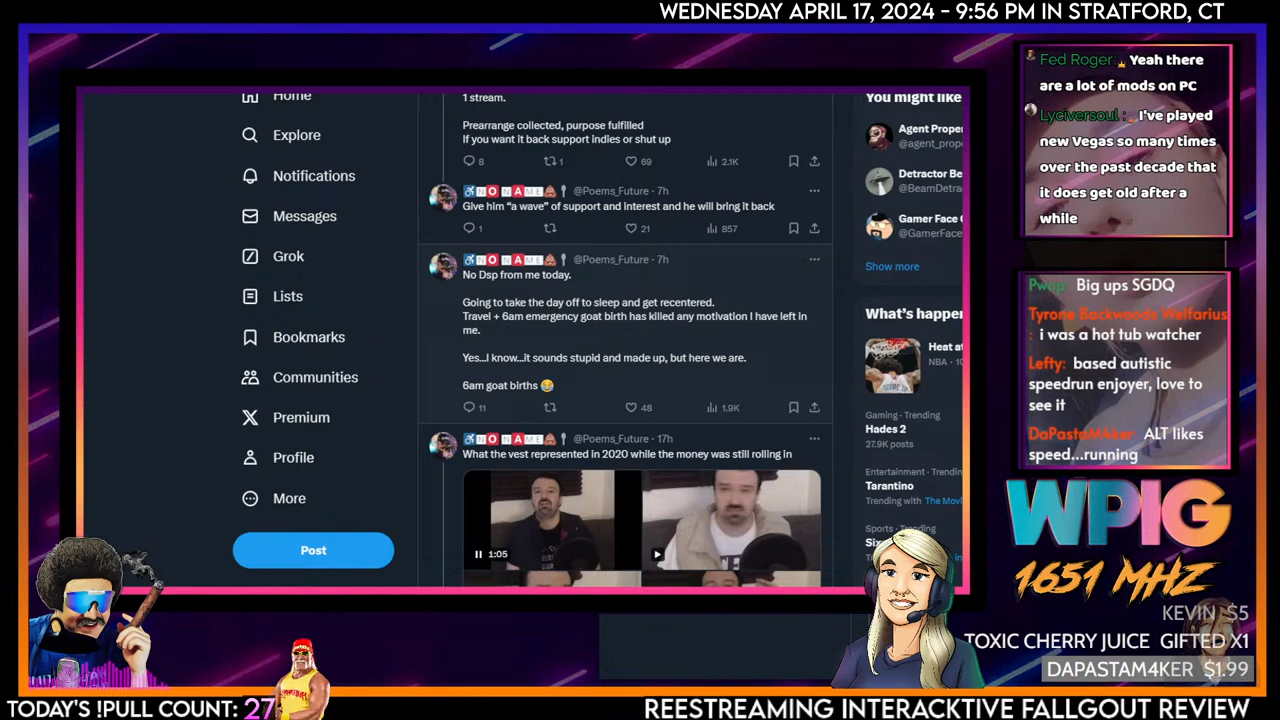 WEDNESDAY APRIL 17, 2024 - 9:56 PM IN STRATFORD, CT
Home
Explore
Notifications
Messages
Grok
Lists
Bookmarks
Communities
Premium
Profile
More
Post
1 stream.
Prearrange collected, purpose fulfilled
If you want it back support indies or shut up
8 1 69 2.1K
♿🅽🅾 🅽🅰🅼🅴💩 @Poems_Future · 7h
Give him “a wave” of support and interest and he will bring it back
1 21 857
♿🅽🅾 🅽🅰🅼🅴💩 @Poems_Future · 7h
No Dsp from me today.
Going to take the day off to sleep and get recentered.
Travel + 6am emergency goat birth has killed any motivation I have left in
me.
Yes...I know...it sounds stupid and made up, but here we are.
6am goat births 😂
11 48 1.9K
♿🅽🅾 🅽🅰🅼🅴💩 @Poems_Future · 17h
What the vest represented in 2020 while the money was still rolling in
1:05
You might like
Agent Proper
@agent_prop
Detractor Be
@BeamDetra
Gamer Face
@GamerFace
Show more
What's happen
Heat at
NBA · 10
Gaming · Trending
Hades 2
27.9K posts
Entertainment · Trending
Tarantino
Trending with The Movi
Sports · Trending
Six
Fed Roger: Yeah there
are a lot of mods on PC
Lyciversoul : I've played
new Vegas so many times
over the past decade that
it does get old after a
while
Pwop: Big ups SGDQ
Tyrone Backwoods Welfarius
: i was a hot tub watcher
Lefty: based autistic
speedrun enjoyer, love to
see it
DaPastaM4ker: ALT likes
speed...running
WPIG
1651 MHZ
KEVIN $5
TOXIC CHERRY JUICE GIFTED X1
DAPASTAM4KER $1.99
TODAY'S !PULL COUNT: 27
REESTREAMING INTERACKTIVE FALLGOUT REVIEW